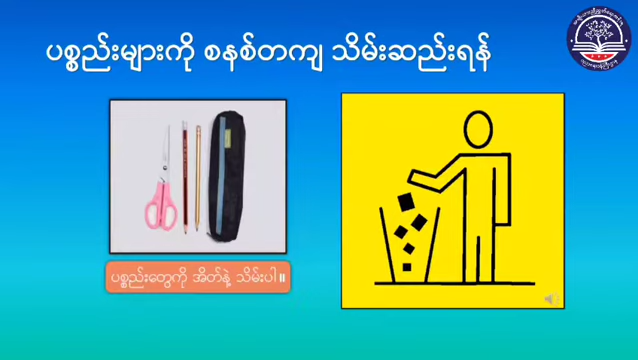 ပစ္စည်းများကို စနစ်တကျ သိမ်းဆည်းရန်
ပစ္စည်းတွေကို အိတ်နဲ့ သိမ်းပါ။